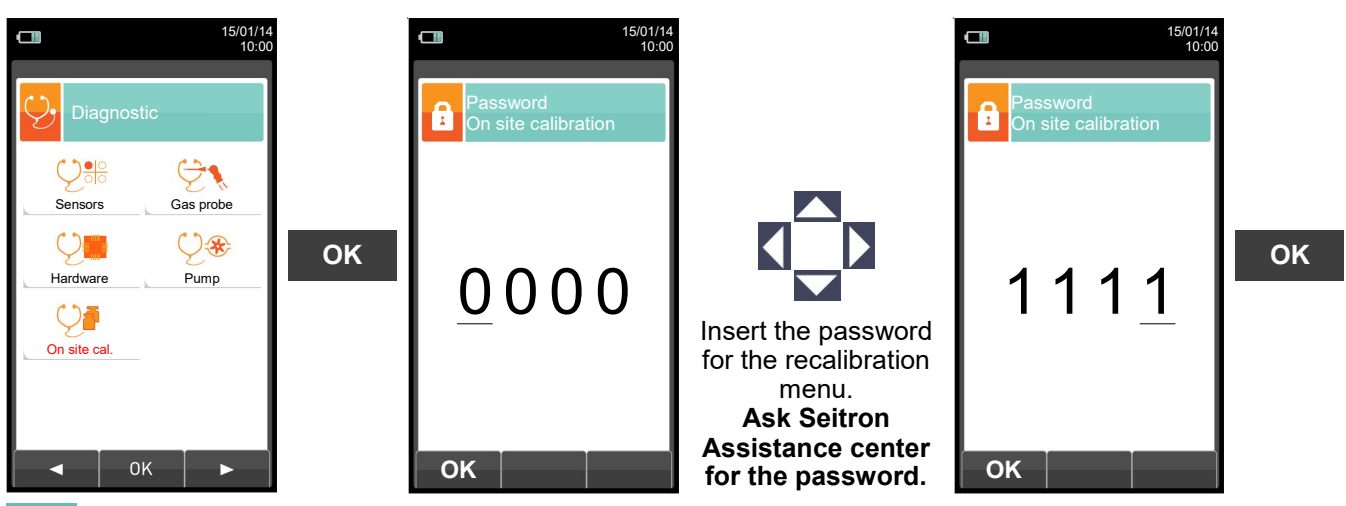 15/01/14
10:00
Diagnostic
Sensors
Gas probe
Hardware
Pump
On site cal.
OK
OK
15/01/14
10:00
Password
On site calibration
0000
OK
Insert the password
for the recalibration
menu.
Ask Seitron
Assistance center
for the password.
15/01/14
10:00
Password
On site calibration
1111
OK
OK